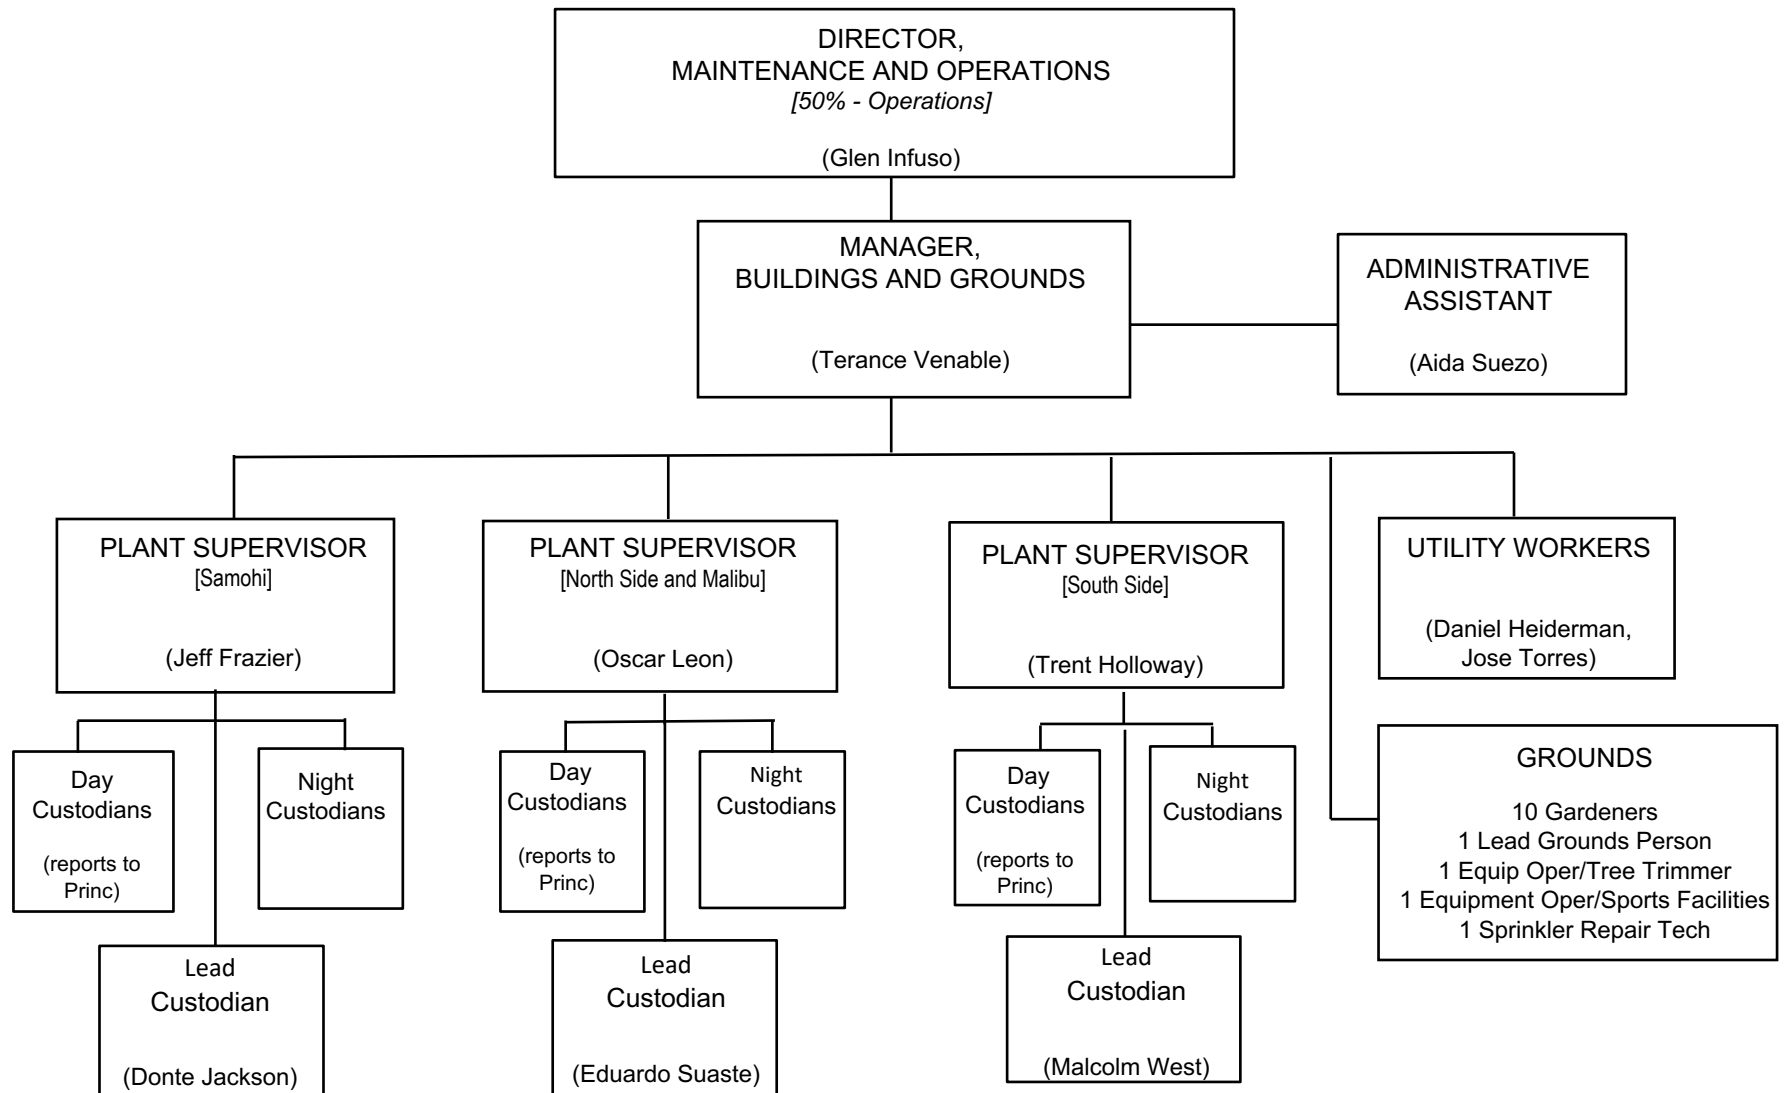 DIRECTOR,
MAINTENANCE AND OPERATIONS
[50% - Operations]
(Glen Infuso)
MANAGER,
BUILDINGS AND GROUNDS
(Terance Venable)
ADMINISTRATIVE
ASSISTANT
(Aida Suezo)
PLANT SUPERVISOR
[Samohi]
(Jeff Frazier)
PLANT SUPERVISOR
[North Side and Malibu]
(Oscar Leon)
PLANT SUPERVISOR
[South Side]
(Trent Holloway)
UTILITY WORKERS
(Daniel Heiderman,
Jose Torres)
Day
Custodians
(reports to
Princ)
Night
Custodians
Day
Custodians
(reports to
Princ)
Night
Custodians
Day
Custodians
(reports to
Princ)
Night
Custodians
GROUNDS
10 Gardeners
1 Lead Grounds Person
1 Equip Oper/Tree Trimmer
1 Equipment Oper/Sports Facilities
1 Sprinkler Repair Tech
Lead
Custodian
(Donte Jackson)
Lead
Custodian
(Eduardo Suaste)
Lead
Custodian
(Malcolm West)